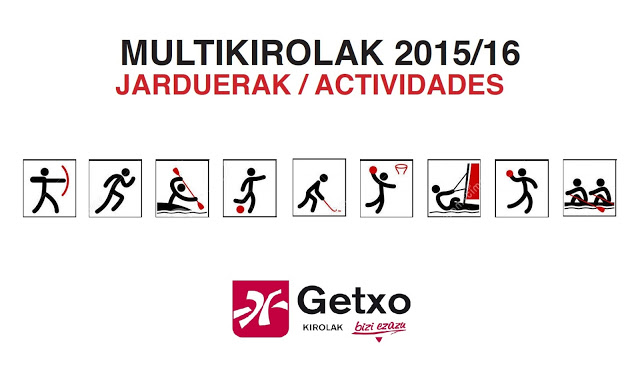 MULTIKIROLAK 2015/16
JARDUERAK / ACTIVIDADES
Getxo
KIROLAK bizi ezazu